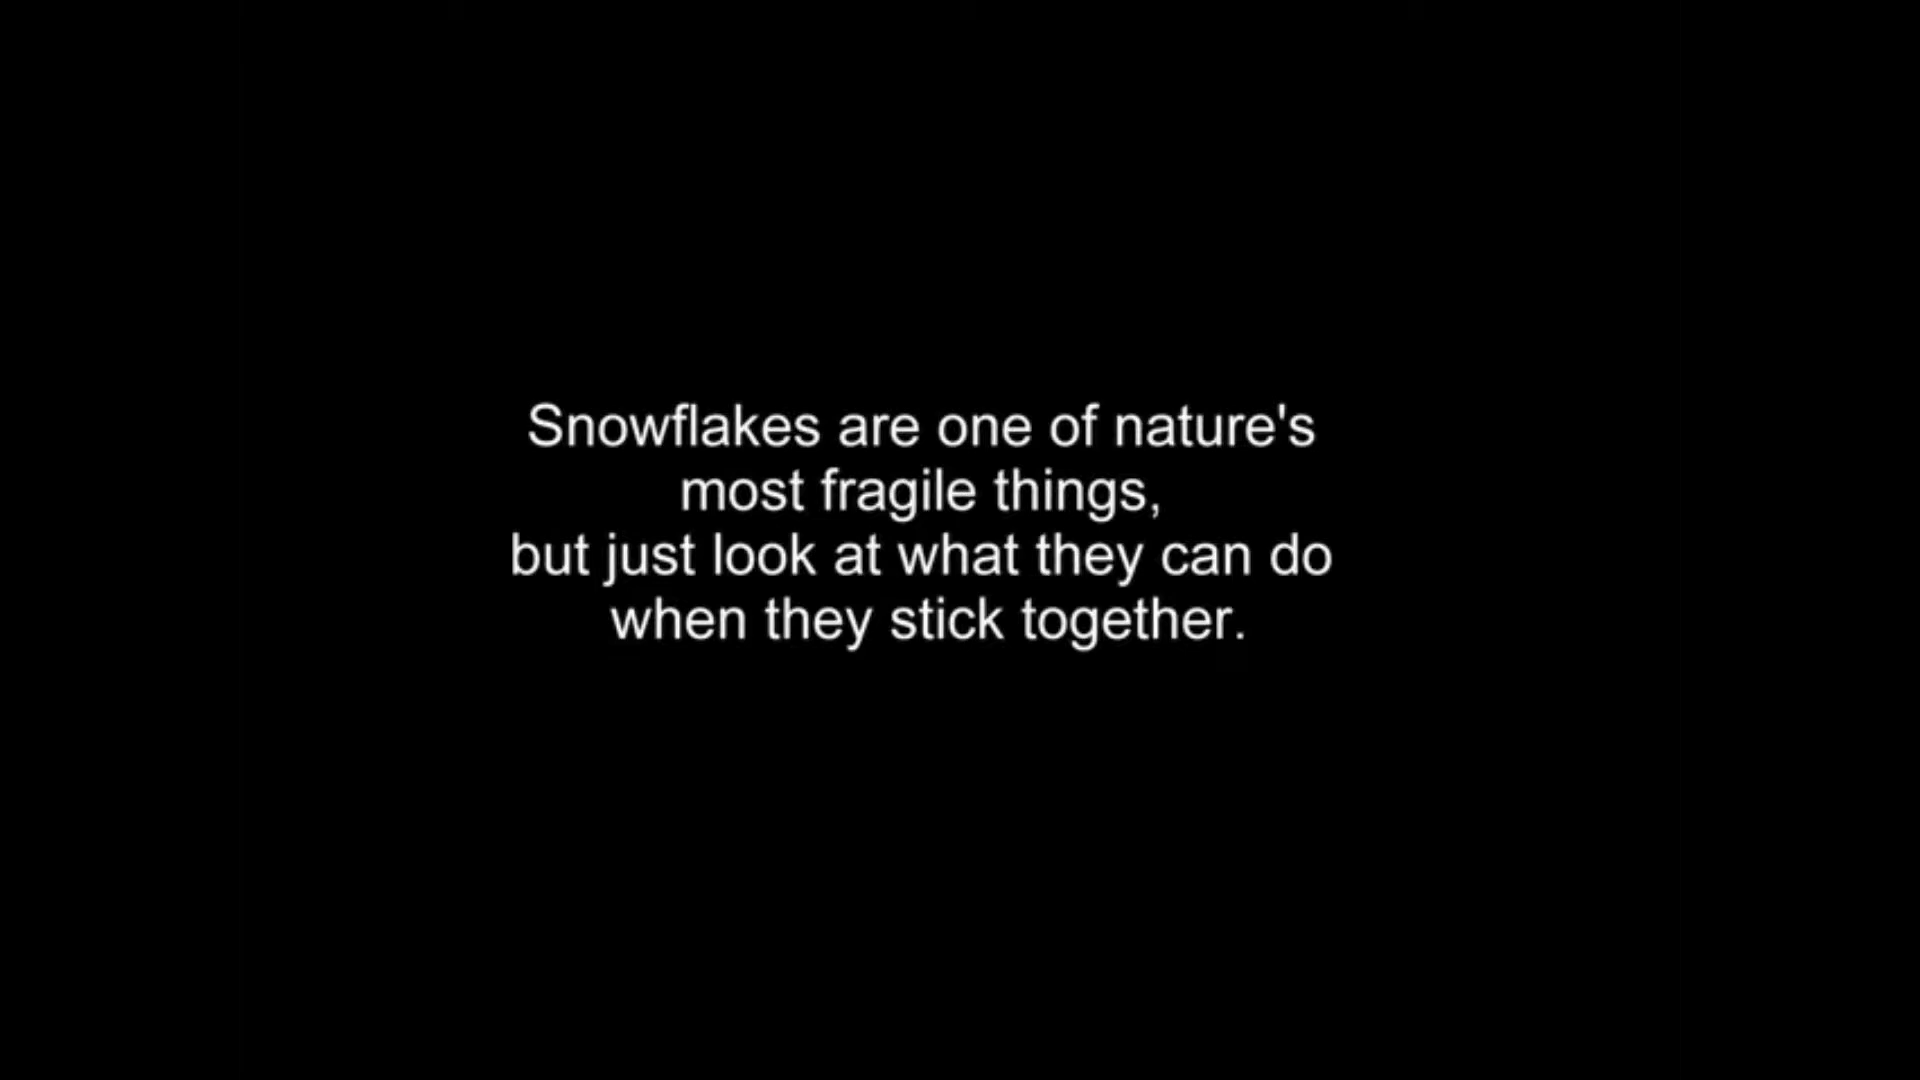 Snowflakes are one of nature's
most fragile things,
but just look at what they can do
when they stick together.